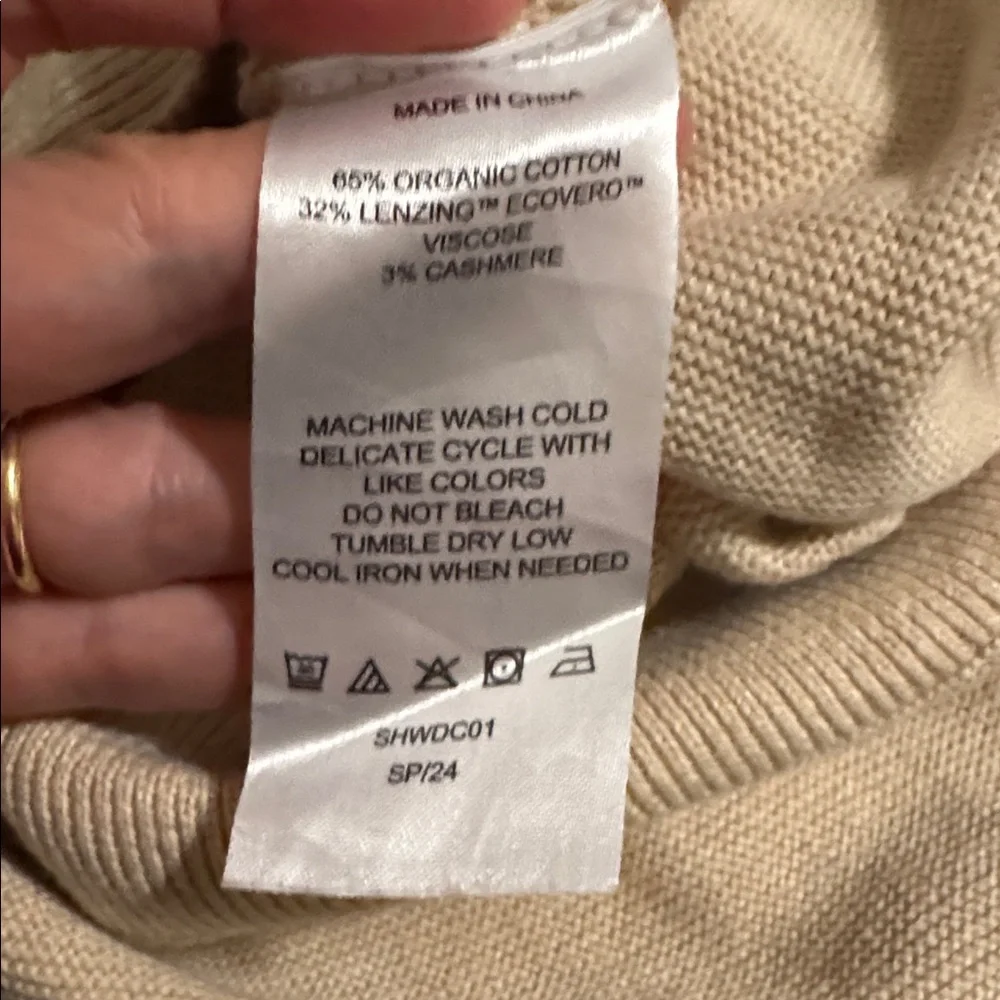 MADE IN CHINA
65% ORGANIC COTTON
32% LENZING™ ECOVERO™
VISCOSE
3% CASHMERE
MACHINE WASH COLD
DELICATE CYCLE WITH
LIKE COLORS
DO NOT BLEACH
TUMBLE DRY LOW
COOL IRON WHEN NEEDED
SHWDC01
SP/24